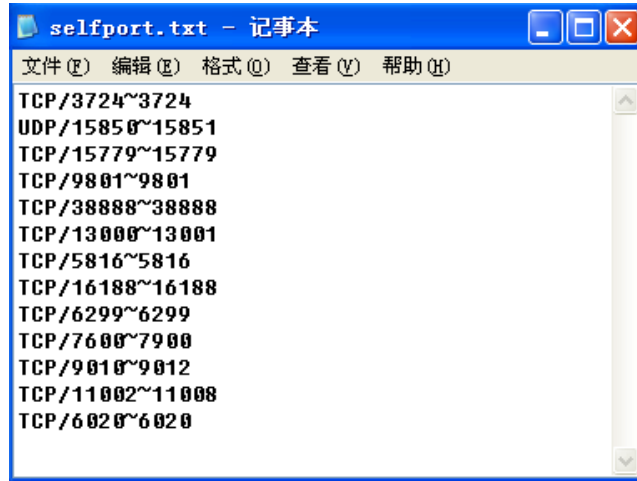 selfport.txt - 记事本
文件(F) 编辑(E) 格式(O) 查看(V) 帮助(H)
TCP/3724~3724
UDP/15850~15851
TCP/15779~15779
TCP/9801~9801
TCP/38888~38888
TCP/13000~13001
TCP/5816~5816
TCP/16188~16188
TCP/6299~6299
TCP/7600~7900
TCP/9010~9012
TCP/11002~11008
TCP/6020~6020